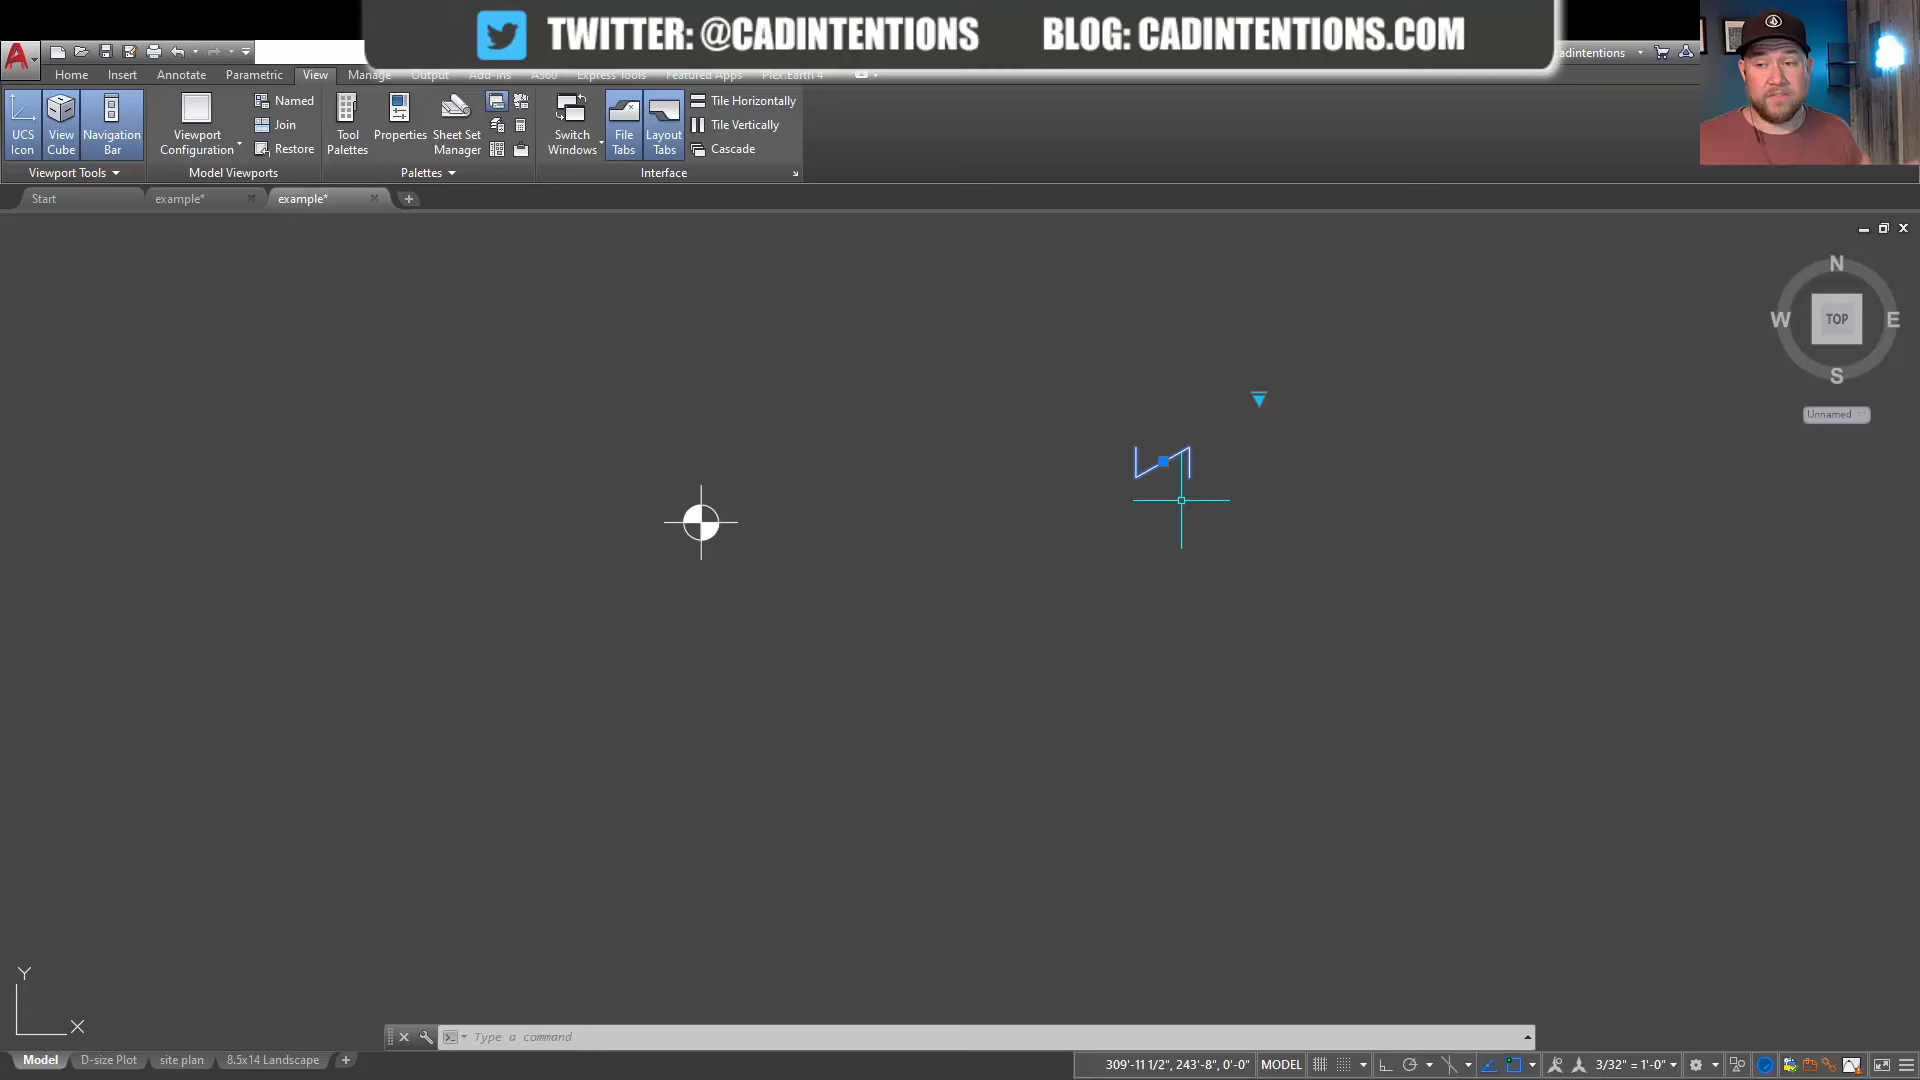 TWITTER: @CADINTENTIONS BLOG: CADINTENTIONS.COM
cadintentions
Home Insert Annotate Parametric View Manage Output Add-ins A360 Express Tools Featured Apps Plex.Earth 4
UCS Icon
View Cube
Navigation Bar
Viewport Configuration
Named
Join
Restore
Tool Palettes
Properties
Sheet Set Manager
Switch Windows
File Tabs
Layout Tabs
Tile Horizontally
Tile Vertically
Cascade
Viewport Tools Model Viewports Palettes Interface
Start example* example*
N
W TOP E
S
Unnamed
Y
X
Type a command
Model D-size Plot site plan 8.5x14 Landscape
309'-11 1/2", 243'-8", 0'-0" MODEL 3/32" = 1'-0"